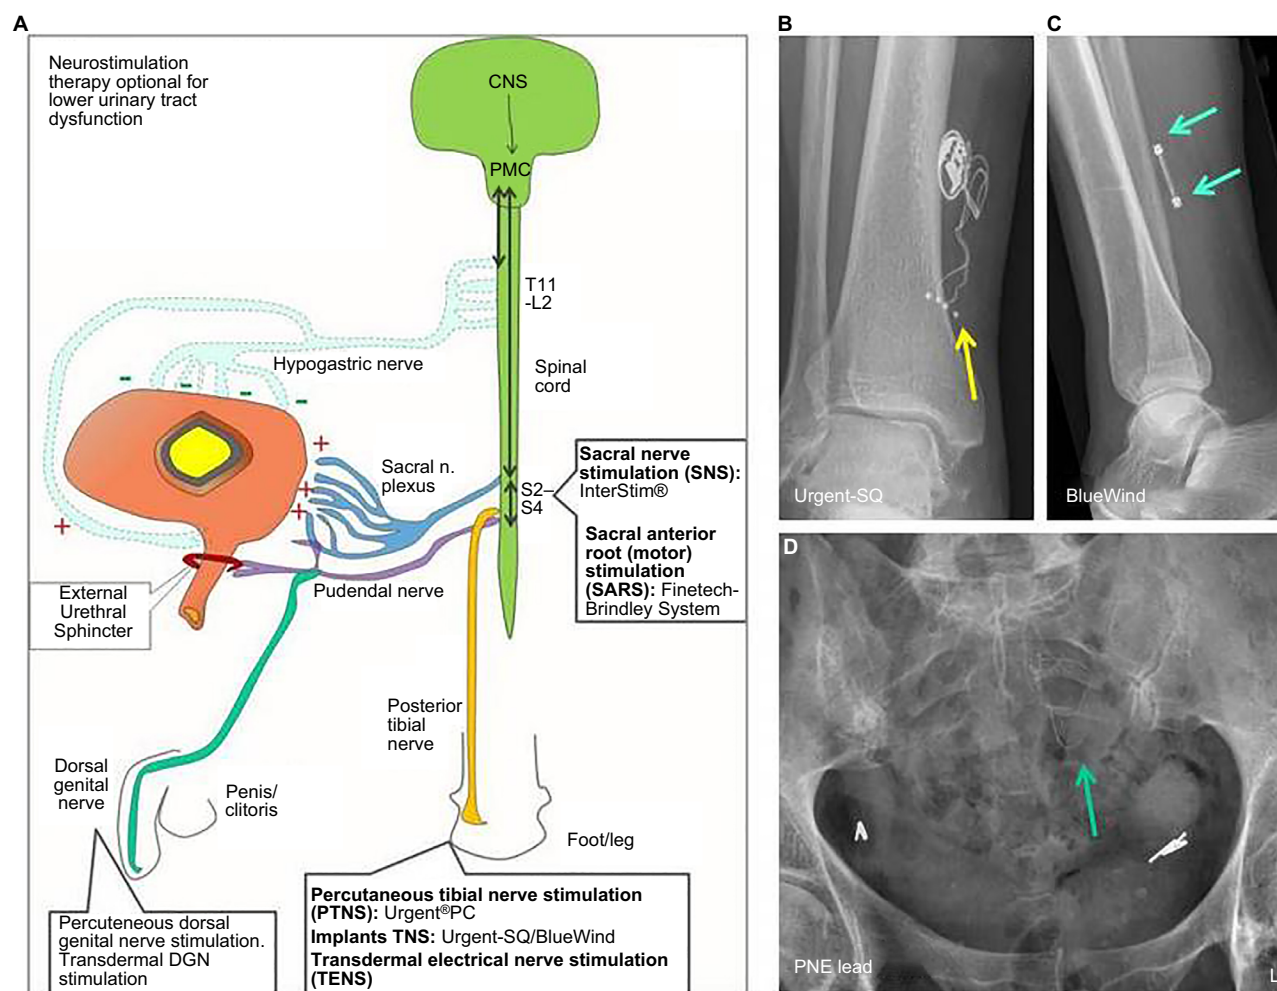 A
Neurostimulation
therapy optional for
lower urinary tract
dysfunction
CNS
PMC
T11
-L2
Hypogastric nerve
Spinal
cord
Sacral n.
plexus
S2–
S4
Sacral nerve
stimulation (SNS):
InterStim®
Sacral anterior
root (motor)
stimulation
(SARS): Finetech-
Brindley System
External
Urethral
Sphincter
Pudendal nerve
Posterior
tibial
nerve
Dorsal
genital
nerve
Penis/
clitoris
Foot/leg
Percuteneous dorsal
genital nerve stimulation.
Transdermal DGN
stimulation
Percutaneous tibial nerve stimulation
(PTNS): Urgent®PC
Implants TNS: Urgent-SQ/BlueWind
Transdermal electrical nerve stimulation
(TENS)
B
Urgent-SQ
C
BlueWind
D
PNE lead
L